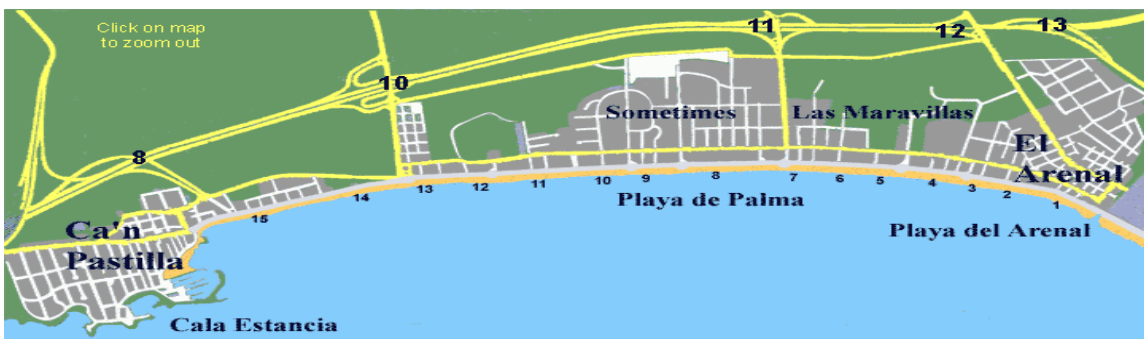 Click on map
to zoom out
11
12
13
10
Sometimes
Las Maravillas
8
El
Arenal
15
14
13
12
11
10
9
8
7
6
5
4
3
2
1
Playa de Palma
Ca'n
Pastilla
Playa del Arenal
Cala Estancia